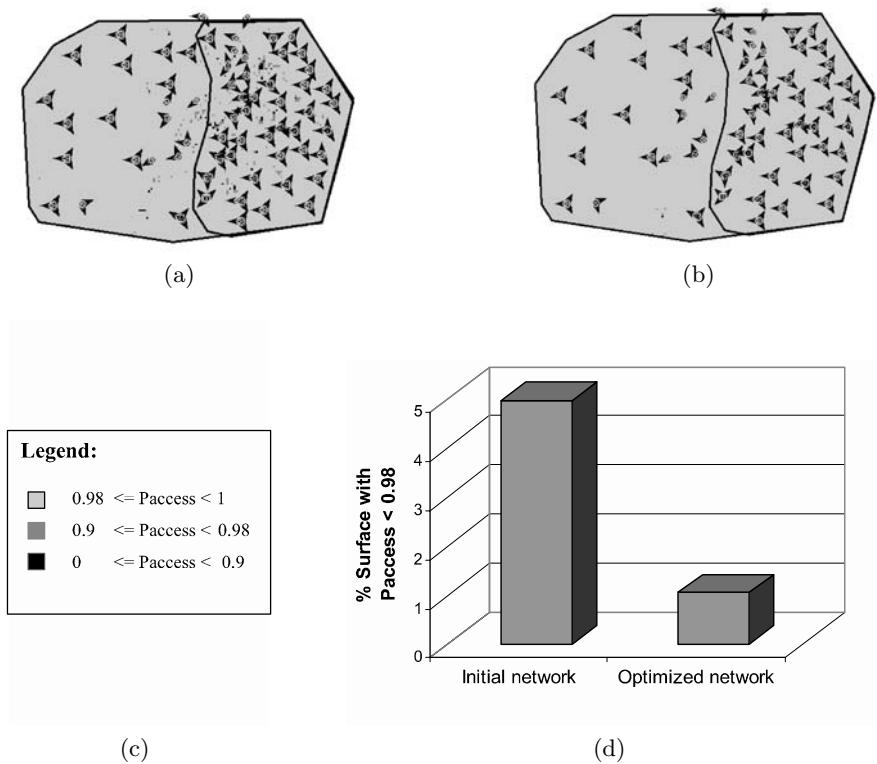 (a)
(b)
Legend:
0.98 <= Paccess < 1
0.9 <= Paccess < 0.98
0 <= Paccess < 0.9
(c)
% Surface with
Paccess < 0.98
5
4
3
2
1
0
Initial network
Optimized network
(d)